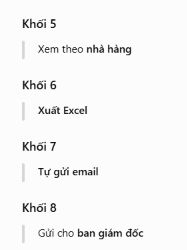 Khối 5
Xem theo nhà hàng
Khối 6
Xuất Excel
Khối 7
Tự gửi email
Khối 8
Gửi cho ban giám đốc